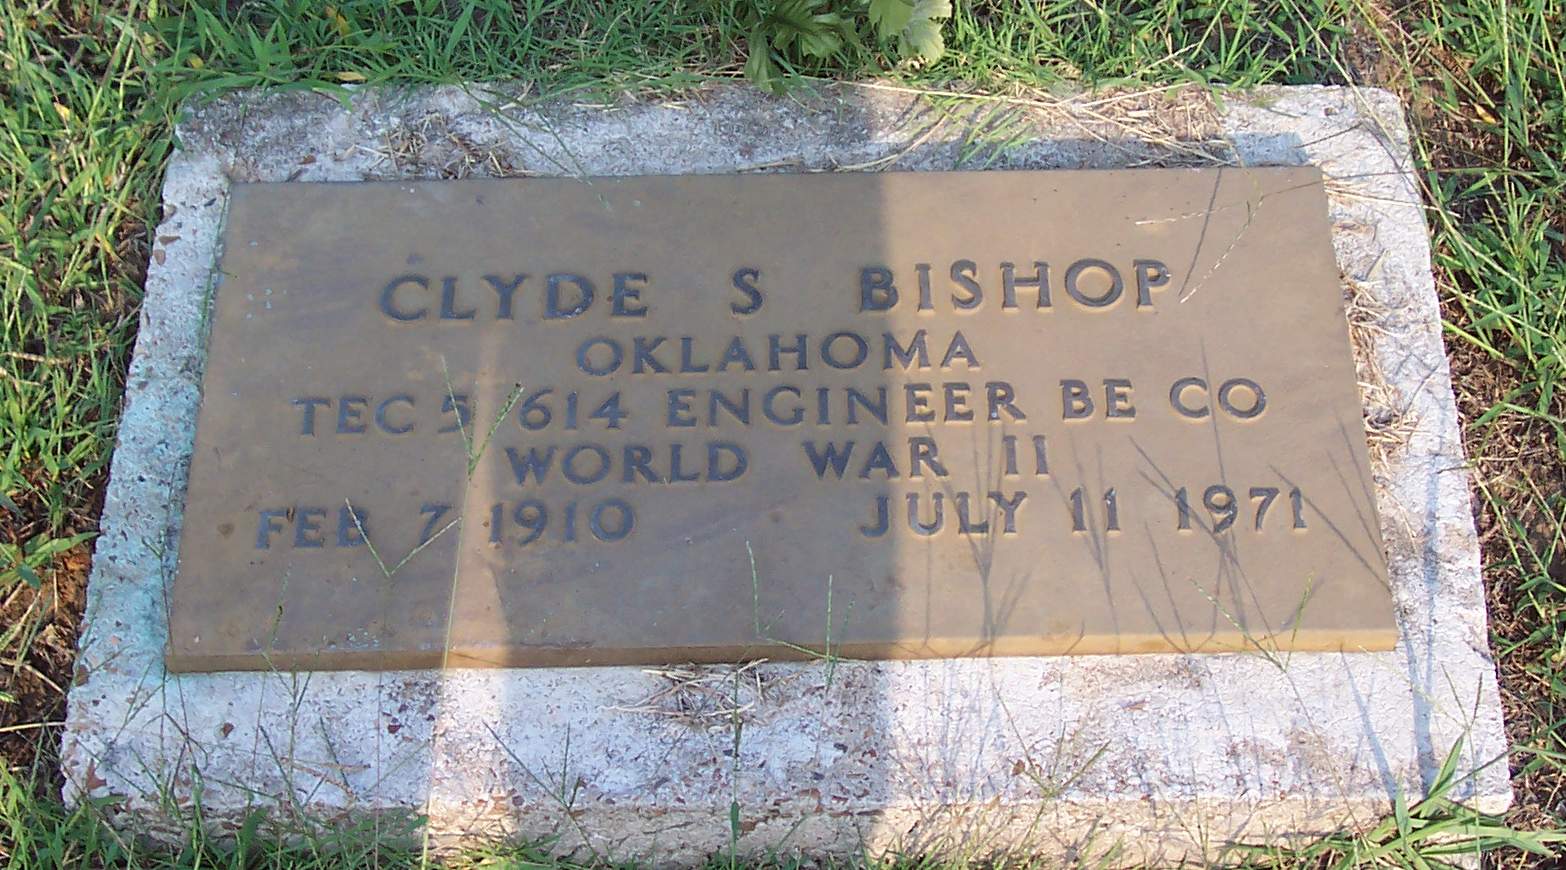 CLYDE S BISHOP
OKLAHOMA
TEC 5 614 ENGINEER BE CO
WORLD WAR II
FEB 7 1910 JULY 11 1971